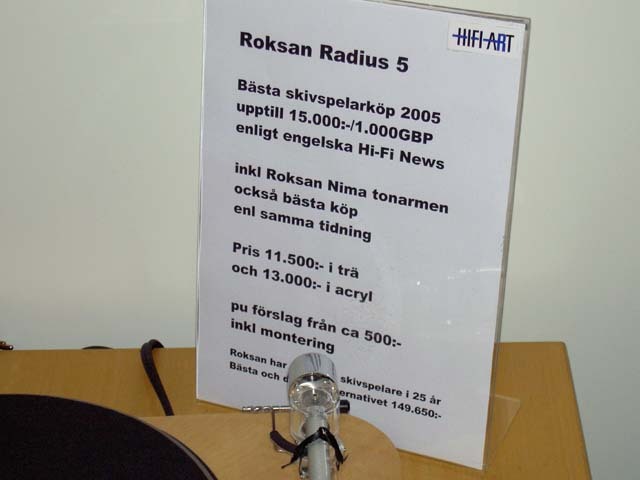 HIFI ART
Roksan Radius 5
Bästa skivspelarköp 2005
upptill 15.000:-/1.000GBP
enligt engelska Hi-Fi News
inkl Roksan Nima tonarmen
också bästa köp
enl samma tidning
Pris 11.500:- i trä
och 13.000:- i acryl
pu förslag från ca 500:-
inkl montering
Roksan har skivspelare i 25 år
Bästa och 149.650:-